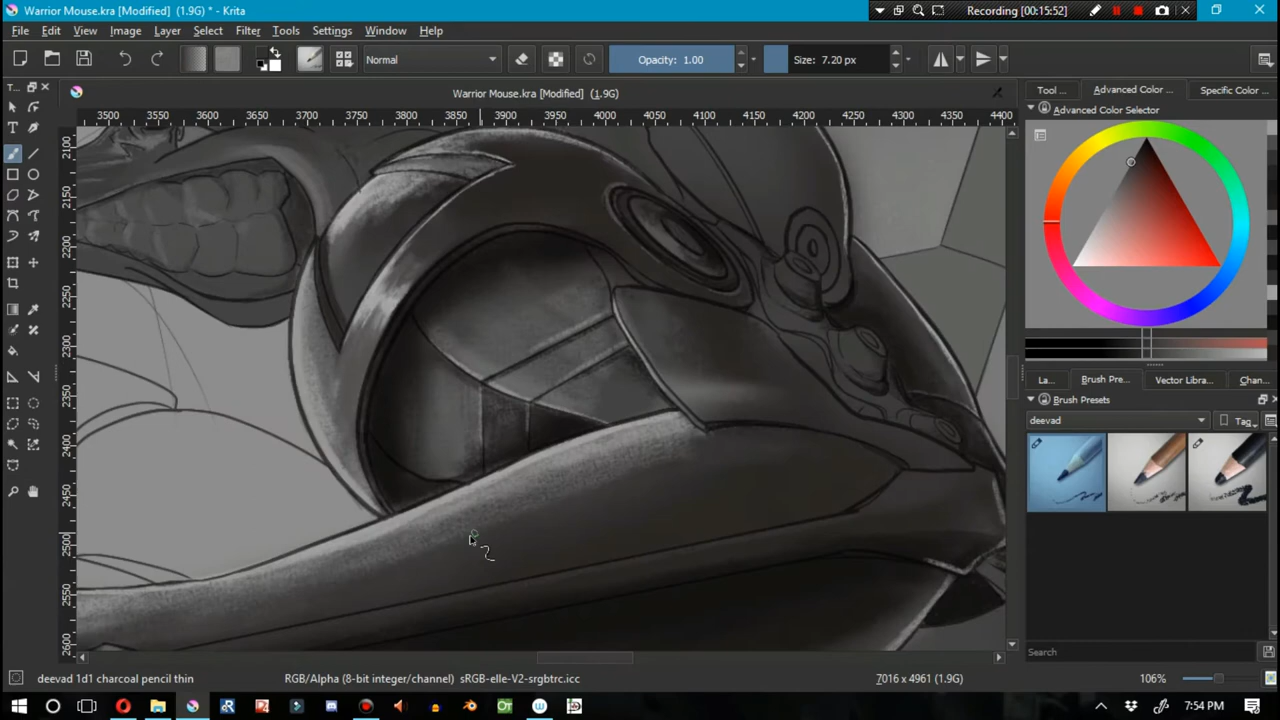 Warrior Mouse.kra [Modified] (1.9G) * - Krita
Recording [00:15:52]
File Edit View Image Layer Select Filter Tools Settings Window Help
Normal
Opacity: 1.00
Size: 7.20 px
T...
Warrior Mouse.kra [Modified] (1.9G)
Tool ...
Advanced Color ...
Specific Color ...
Advanced Color Selector
3500 3550 3600 3650 3700 3750 3800 3850 3900 3950 4000 4050 4100 4150 4200 4250 4300 4350 4400
2100
2150
2200
2250
2300
2350
2400
2450
2500
2550
2600
La...
Brush Pre...
Vector Libra...
Chan...
Brush Presets
deevad
Tag
Search
deevad 1d1 charcoal pencil thin
RGB/Alpha (8-bit integer/channel) sRGB-elle-V2-srgbtrc.icc
7016 x 4961 (1.9G)
106%
7:54 PM